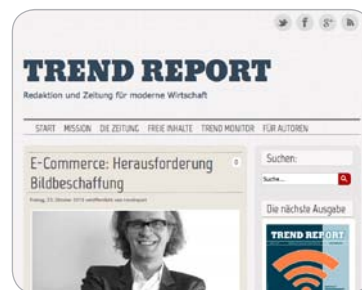 TREND REPORT
Redaktion und Zeitung für moderne Wirtschaft
START MISSION DIE ZEITUNG FREIE INHALTE TREND MONITOR FÜR AUTOREN
E-Commerce: Herausforderung
Bildbeschaffung
0
Suchen:
Suche...
Die nächste Ausgabe
TREND REPORT